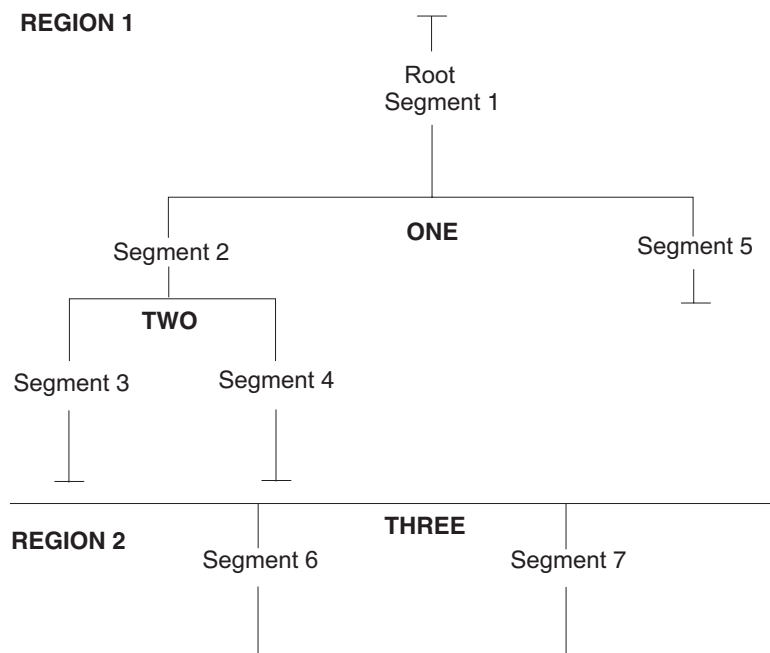 REGION 1
Root
Segment 1
ONE
Segment 2
Segment 5
TWO
Segment 3
Segment 4
THREE
REGION 2
Segment 6
Segment 7